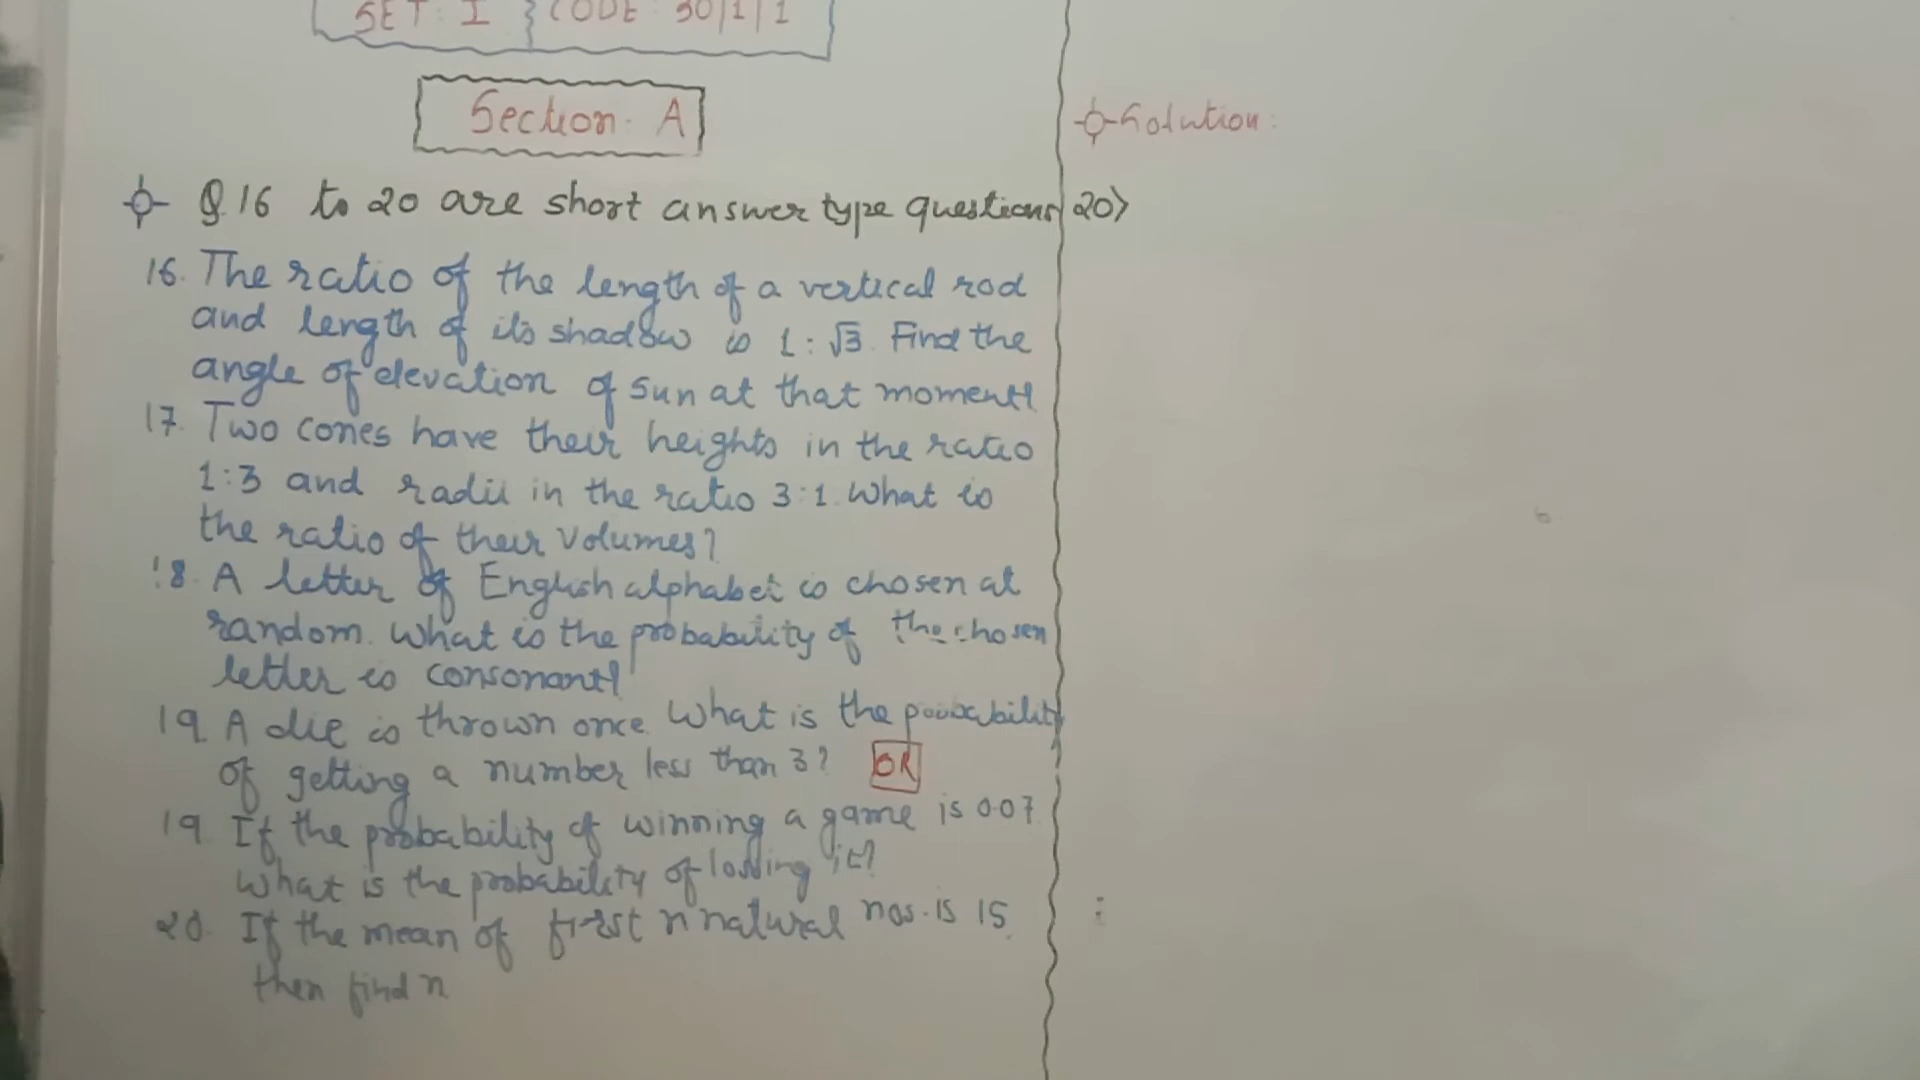 SET: I CODE: 30/1/1
Section. A
Q.16 to 20 are short answer type questions
16. The ratio of the length of a vertical rod
and length of its shadow is 1:√3. Find the
angle of elevation of sun at that moment?
17. Two cones have their heights in the ratio
1:3 and radii in the ratio 3:1. What is
the ratio of their volumes?
18. A letter of English alphabet is chosen at
random. What is the probability of the chosen
letter is consonant?
19. A die is thrown once. What is the probability
of getting a number less than 3? OR
19. If the probability of winning a game is 0.07
What is the probability of lossing it?
20. If the mean of first n natural nos. is 15.
then find n
Solution:
20>